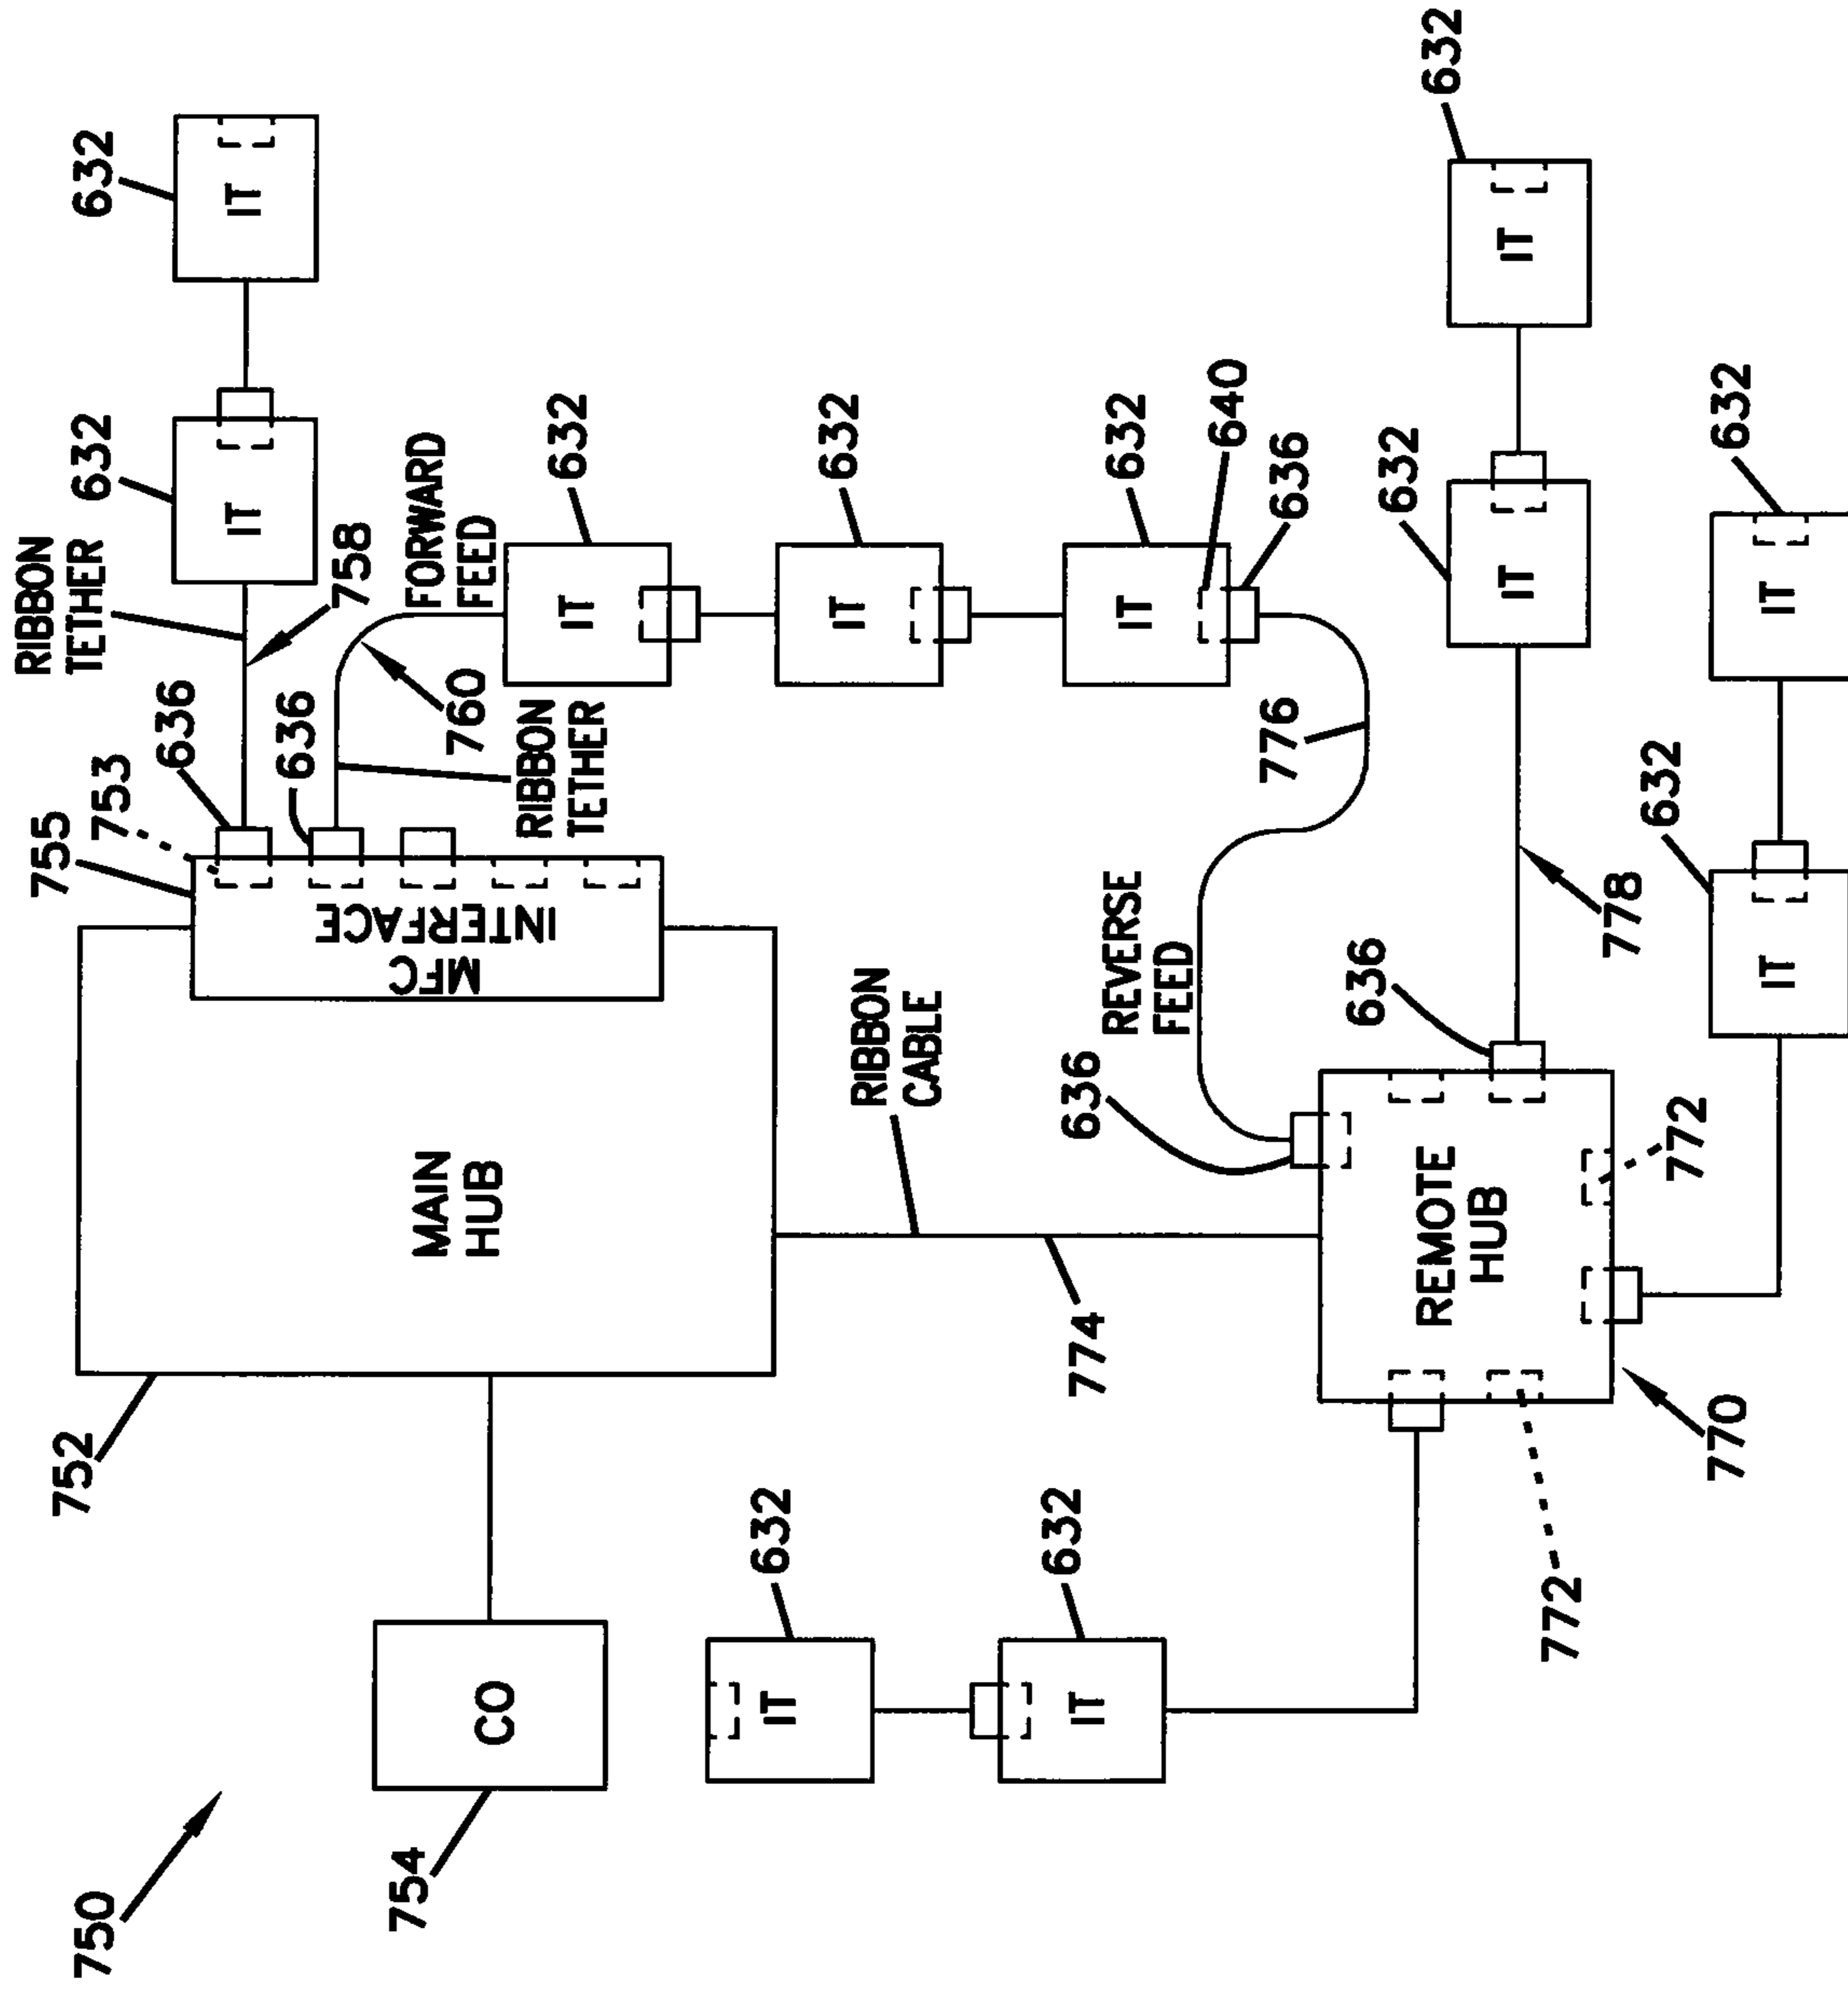 750
752
755
753
636
RIBBON
TETHER
632
632
IT
IT
636
758
MFC
INTERFACE
754
CO
MAIN
HUB
760
FORWARD
FEED
RIBBON
TETHER
632
IT
632
IT
632
IT
640
636
632
IT
632
IT
RIBBON
CABLE
774
REVERSE
FEED
636
776
636
REMOTE
HUB
632
IT
632
IT
778
772
772
770
632
IT
632
IT